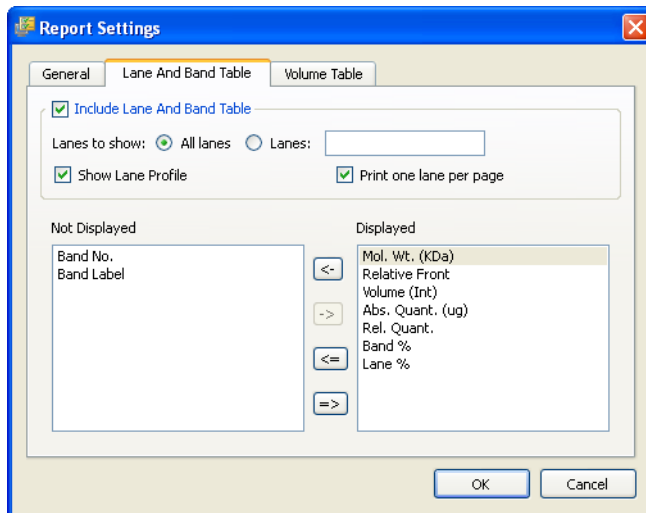 Report Settings
General
Lane And Band Table
Volume Table
Include Lane And Band Table
Lanes to show: All lanes Lanes:
Show Lane Profile
Print one lane per page
Not Displayed
Band No.
Band Label
<-
->
<=
=>
Displayed
Mol. Wt. (KDa)
Relative Front
Volume (Int)
Abs. Quant. (ug)
Rel. Quant.
Band %
Lane %
OK
Cancel